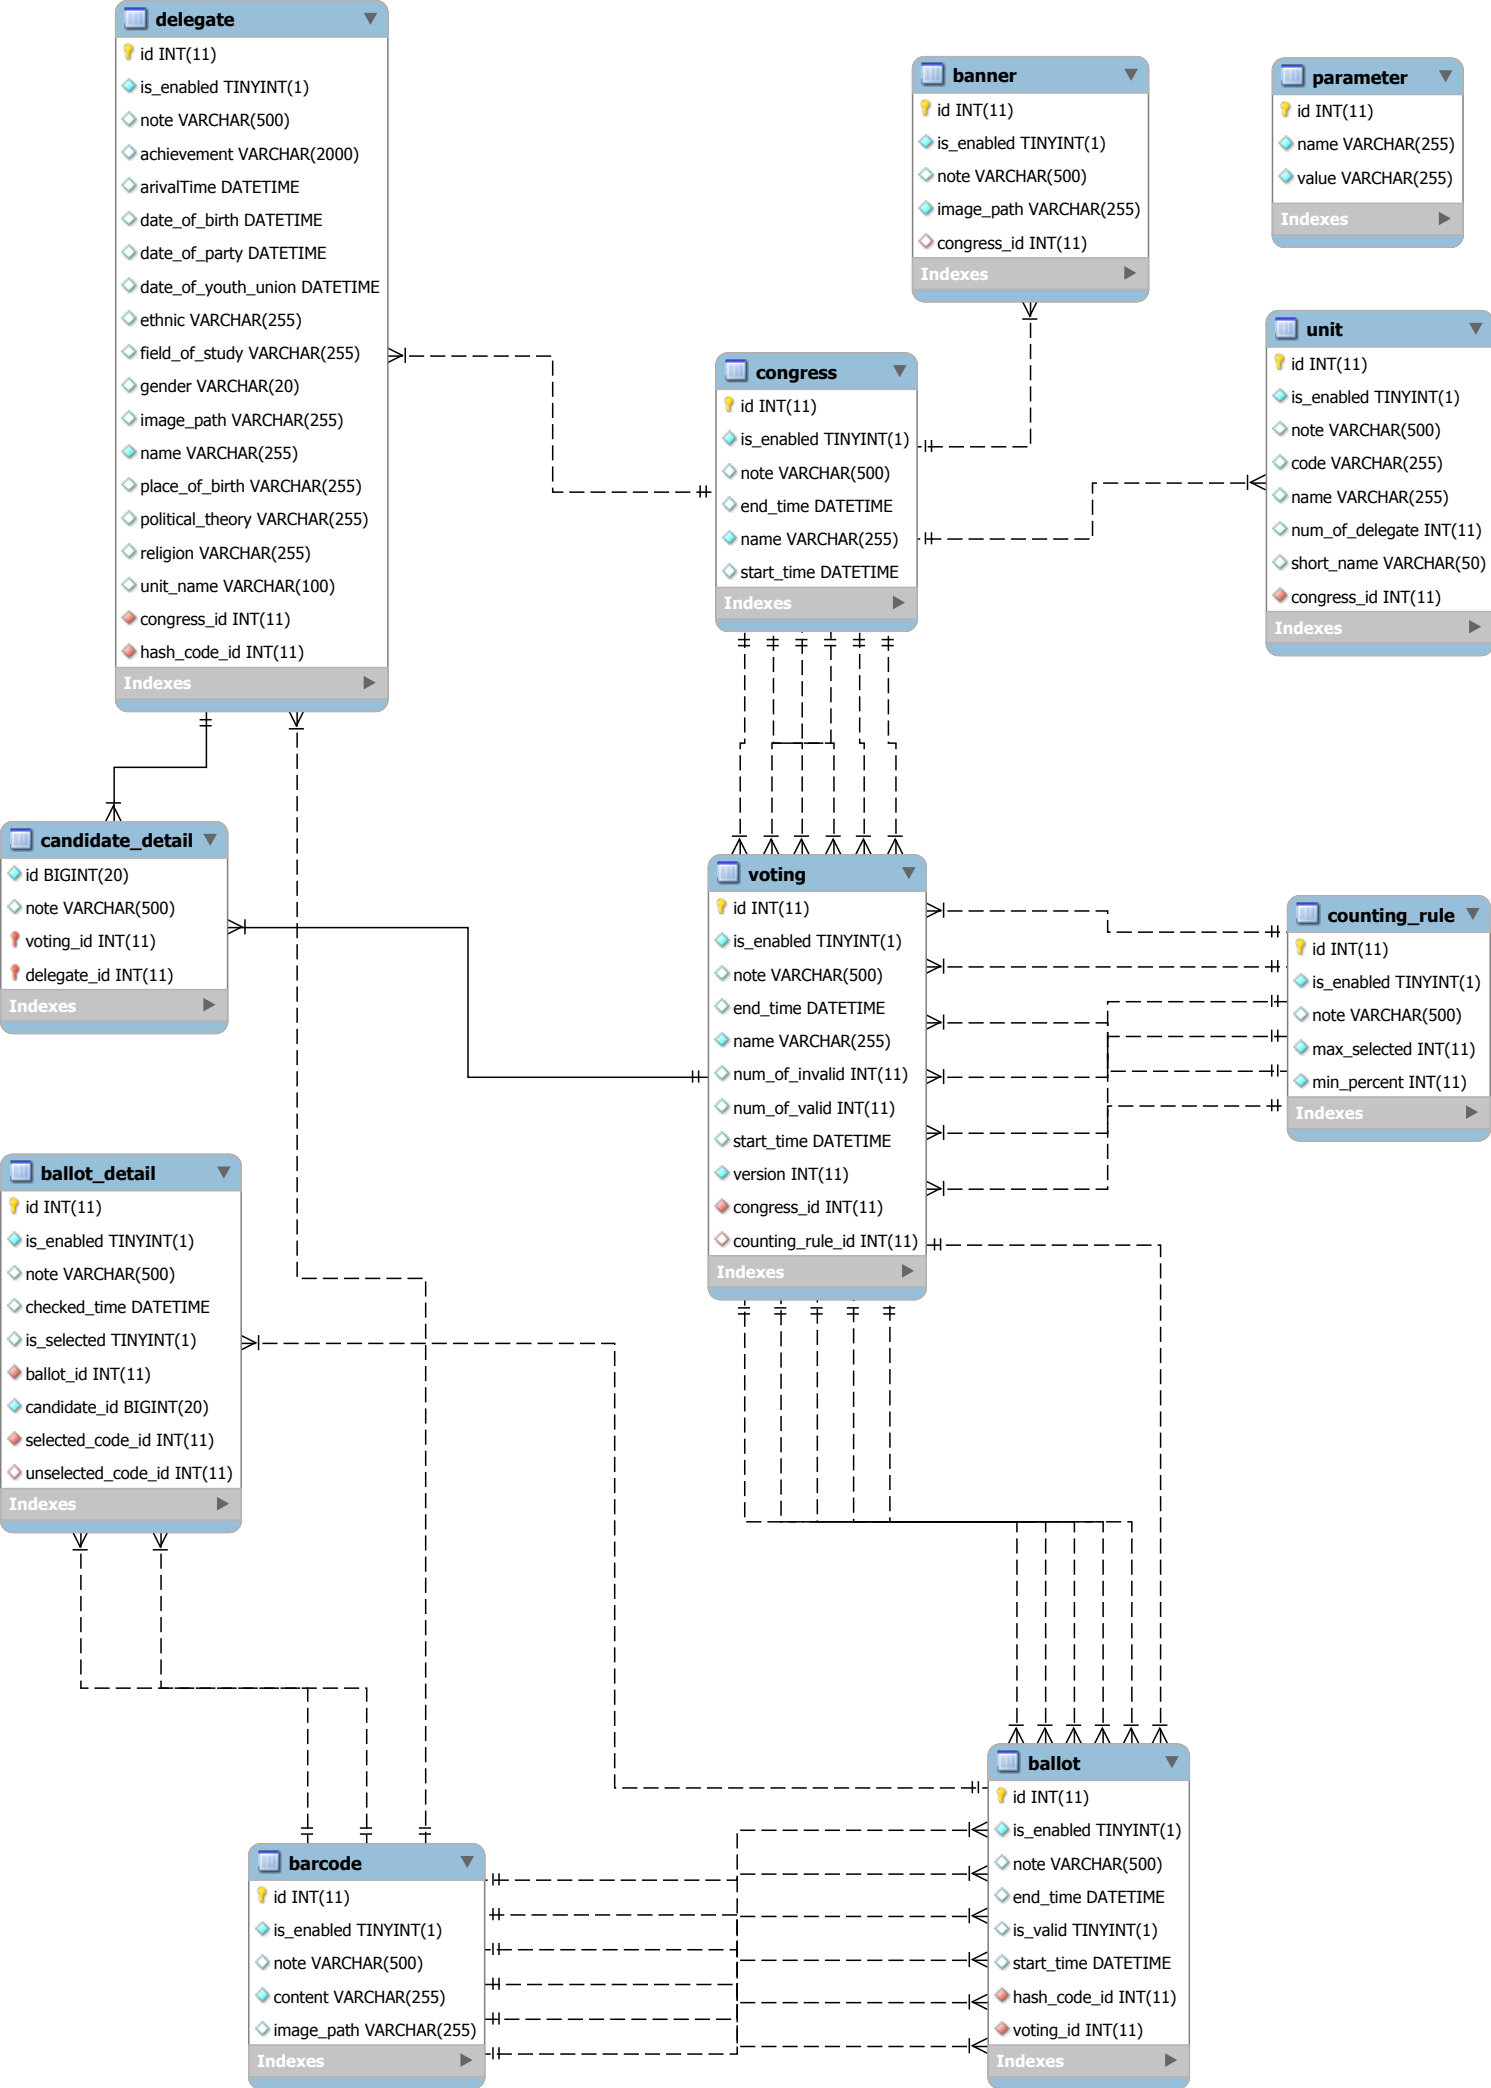 delegate
id INT(11)
is_enabled TINYINT(1)
note VARCHAR(500)
achievement VARCHAR(2000)
arivalTime DATETIME
date_of_birth DATETIME
date_of_party DATETIME
date_of_youth_union DATETIME
ethnic VARCHAR(255)
field_of_study VARCHAR(255)
gender VARCHAR(20)
image_path VARCHAR(255)
name VARCHAR(255)
place_of_birth VARCHAR(255)
political_theory VARCHAR(255)
religion VARCHAR(255)
unit_name VARCHAR(100)
congress_id INT(11)
hash_code_id INT(11)
Indexes
banner
id INT(11)
is_enabled TINYINT(1)
note VARCHAR(500)
image_path VARCHAR(255)
congress_id INT(11)
Indexes
parameter
id INT(11)
name VARCHAR(255)
value VARCHAR(255)
Indexes
unit
id INT(11)
is_enabled TINYINT(1)
note VARCHAR(500)
code VARCHAR(255)
name VARCHAR(255)
num_of_delegate INT(11)
short_name VARCHAR(50)
congress_id INT(11)
Indexes
congress
id INT(11)
is_enabled TINYINT(1)
note VARCHAR(500)
end_time DATETIME
name VARCHAR(255)
start_time DATETIME
Indexes
candidate_detail
id BIGINT(20)
note VARCHAR(500)
voting_id INT(11)
delegate_id INT(11)
Indexes
voting
id INT(11)
is_enabled TINYINT(1)
note VARCHAR(500)
end_time DATETIME
name VARCHAR(255)
num_of_invalid INT(11)
num_of_valid INT(11)
start_time DATETIME
version INT(11)
congress_id INT(11)
counting_rule_id INT(11)
Indexes
counting_rule
id INT(11)
is_enabled TINYINT(1)
note VARCHAR(500)
max_selected INT(11)
min_percent INT(11)
Indexes
ballot_detail
id INT(11)
is_enabled TINYINT(1)
note VARCHAR(500)
checked_time DATETIME
is_selected TINYINT(1)
ballot_id INT(11)
candidate_id BIGINT(20)
selected_code_id INT(11)
unselected_code_id INT(11)
Indexes
barcode
id INT(11)
is_enabled TINYINT(1)
note VARCHAR(500)
content VARCHAR(255)
image_path VARCHAR(255)
Indexes
ballot
id INT(11)
is_enabled TINYINT(1)
note VARCHAR(500)
end_time DATETIME
is_valid TINYINT(1)
start_time DATETIME
hash_code_id INT(11)
voting_id INT(11)
Indexes